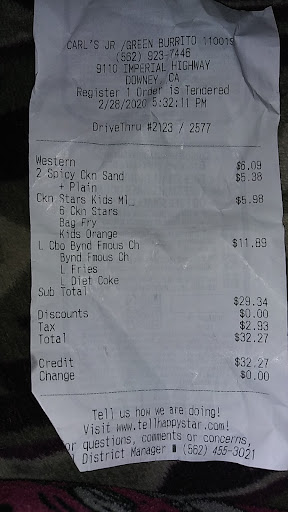 CARL'S JR /GREEN BURRITO 110019
(562) 923-7446
9110 IMPERIAL HIGHWAY
DOWNEY, CA
Register 1 Order is Tendered
2/28/2020 5:32:11 PM
DriveThru #2123 / 2577
Western $6.09
2 Spicy Ckn Sand $5.38
+ Plain
Ckn Stars Kids Ml $5.98
6 Ckn Stars
Bag Fry
Kids Orange
L Cbo Bynd Fmous Ch $11.89
Bynd Fmous Ch
L Fries
L Diet Coke
Sub Total
$29.34
Discounts $0.00
Tax $2.93
Total $32.27
Credit $32.27
Change $0.00
Tell us how we are doing!
Visit www.tellhappystar.com!
or questions, comments or concerns,
District Manager (562) 455-3021